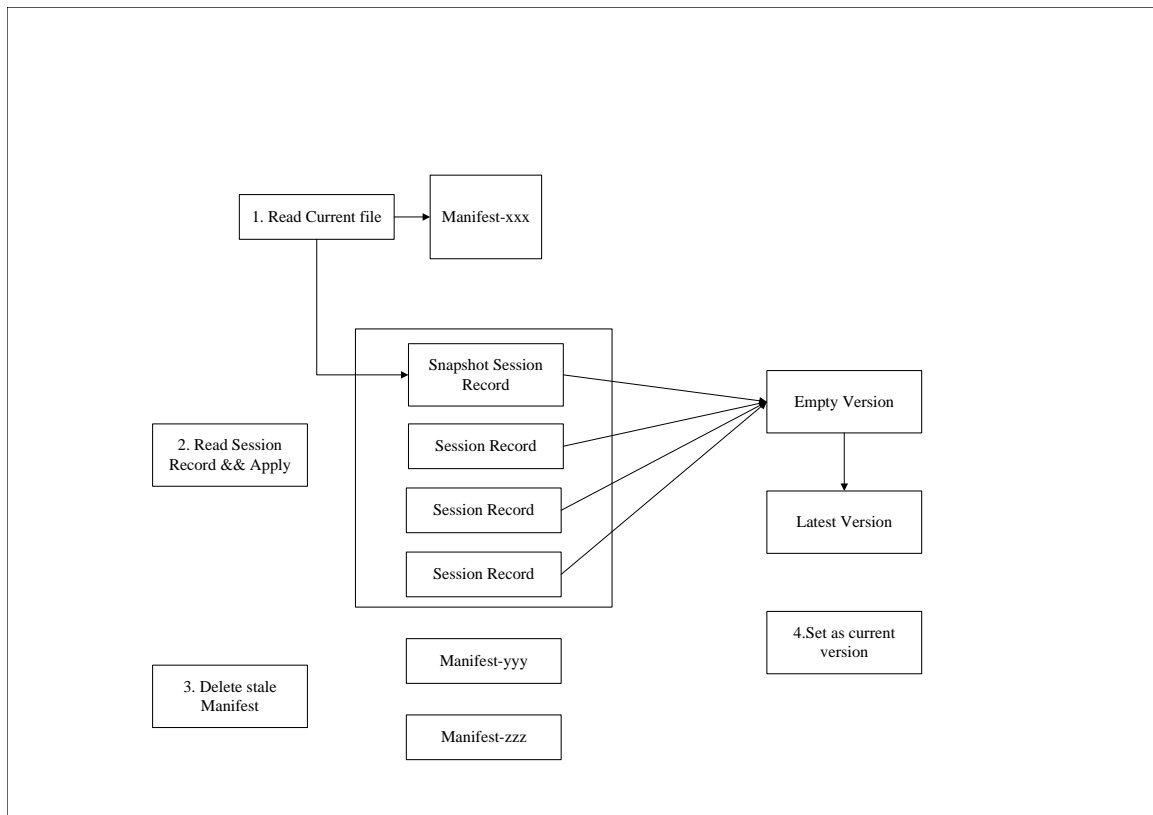 1. Read Current file
Manifest-xxx
Snapshot Session
Record
Session Record
Session Record
Session Record
2. Read Session
Record && Apply
Empty Version
Latest Version
Manifest-yyy
Manifest-zzz
3. Delete stale
Manifest
4.Set as current
version